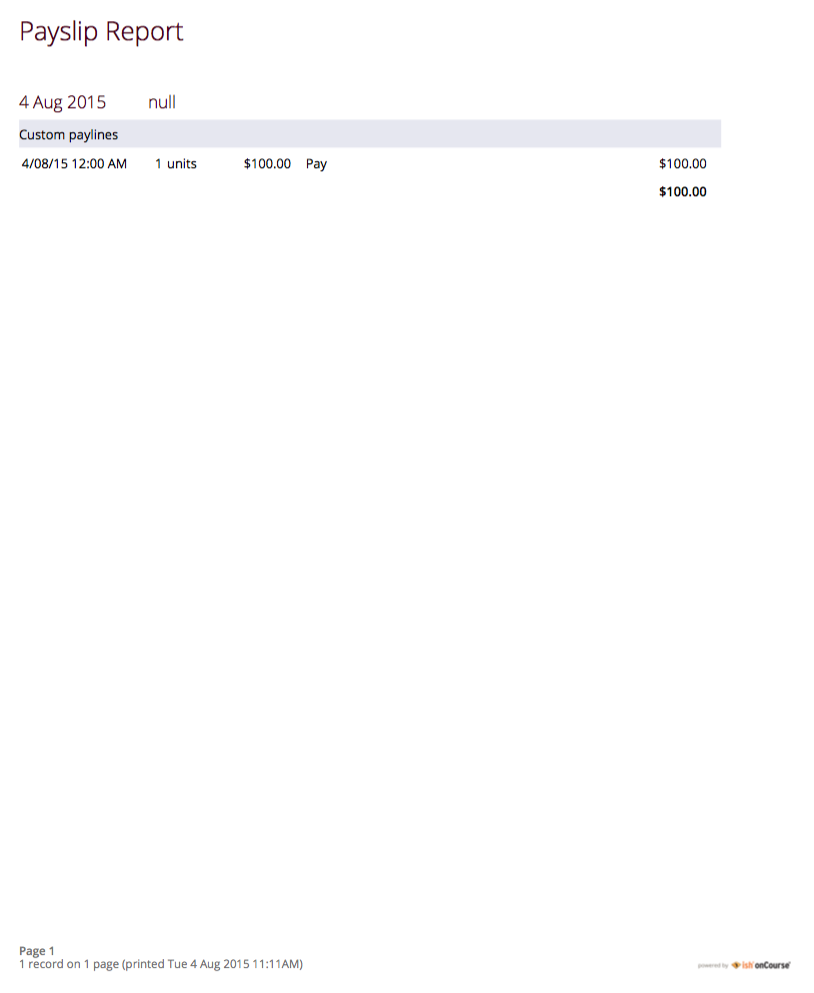 Payslip Report
4 Aug 2015 null
Custom paylines
4/08/15 12:00 AM 1 units $100.00 Pay $100.00
$100.00
Page 1
1 record on 1 page (printed Tue 4 Aug 2015 11:11AM)
powered by ish onCourse